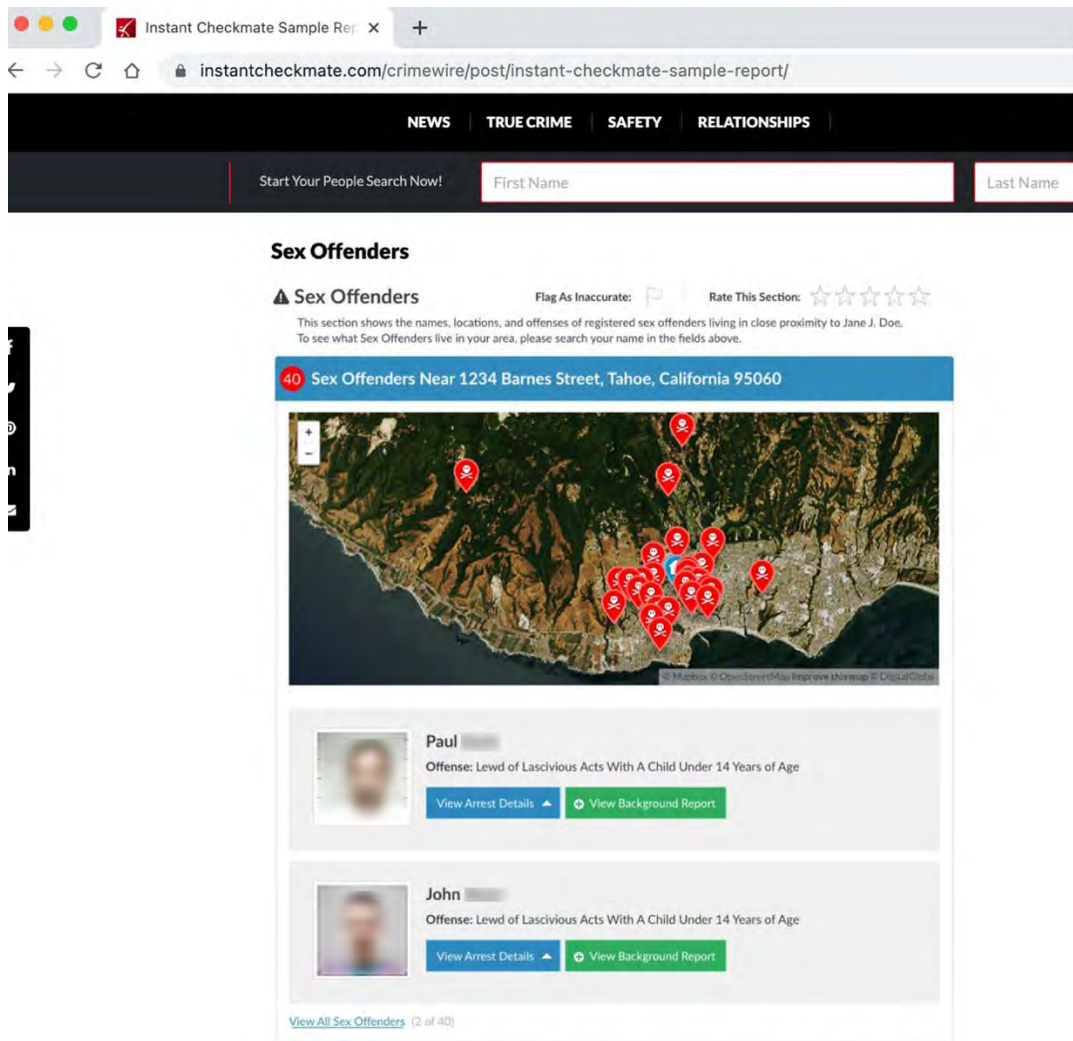 Instant Checkmate Sample Rep
instantcheckmate.com/crimewire/post/instant-checkmate-sample-report/
NEWS TRUE CRIME SAFETY RELATIONSHIPS
Start Your People Search Now! First Name Last Name
Sex Offenders
Sex Offenders Flag As Inaccurate: Rate This Section:
This section shows the names, locations, and offenses of registered sex offenders living in close proximity to Jane J. Doe.
To see what Sex Offenders live in your area, please search your name in the fields above.
40 Sex Offenders Near 1234 Barnes Street, Tahoe, California 95060
+
−
© Mapbox © OpenStreetMap Improve this map © DigitalGlobe
Paul
Offense: Lewd of Lascivious Acts With A Child Under 14 Years of Age
View Arrest Details View Background Report
John
Offense: Lewd of Lascivious Acts With A Child Under 14 Years of Age
View Arrest Details View Background Report
View All Sex Offenders (2 of 40)